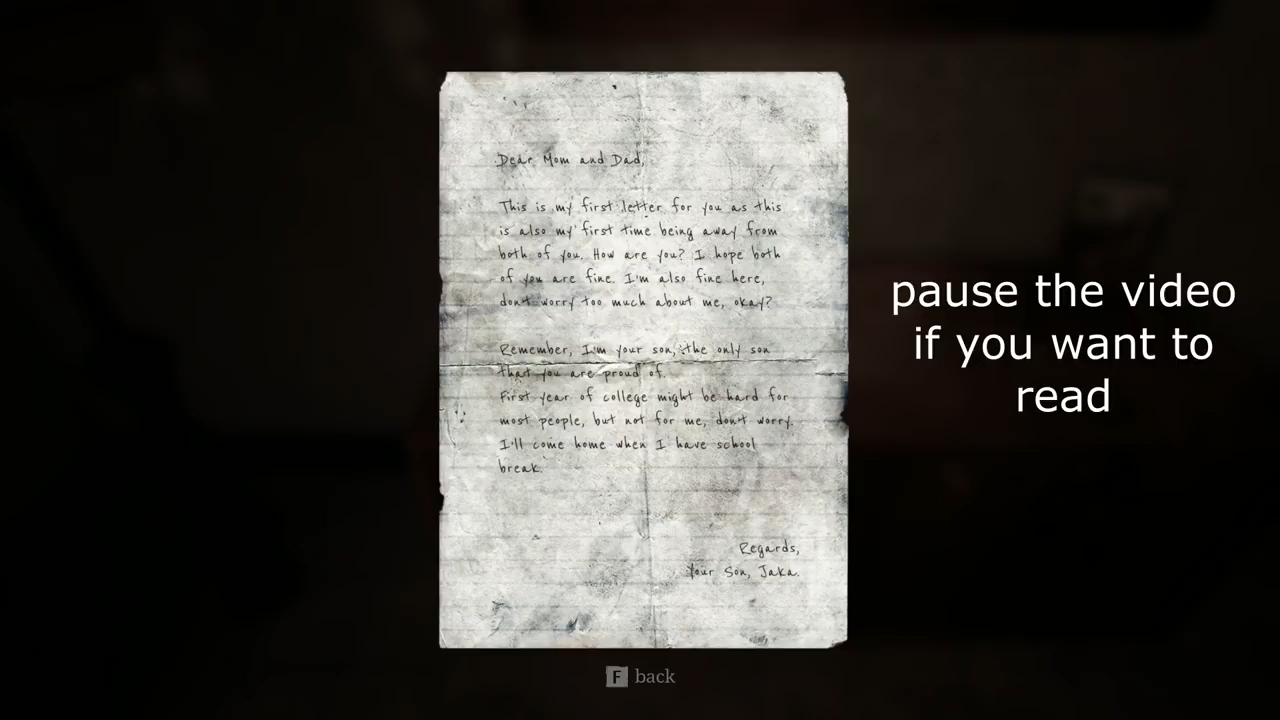 Dear Mom and Dad,
This is my first letter for you as this
is also my first time being away from
both of you. How are you? I hope both
of you are fine. I'm also fine here,
don't worry too much about me, okay?
Remember, I'm your son, the only son
that you are proud of.
First year of college might be hard for
most people, but not for me, don't worry.
I'll come home when I have school
break.
Regards,
Your Son, Jaka.
pause the video
if you want to
read
F back